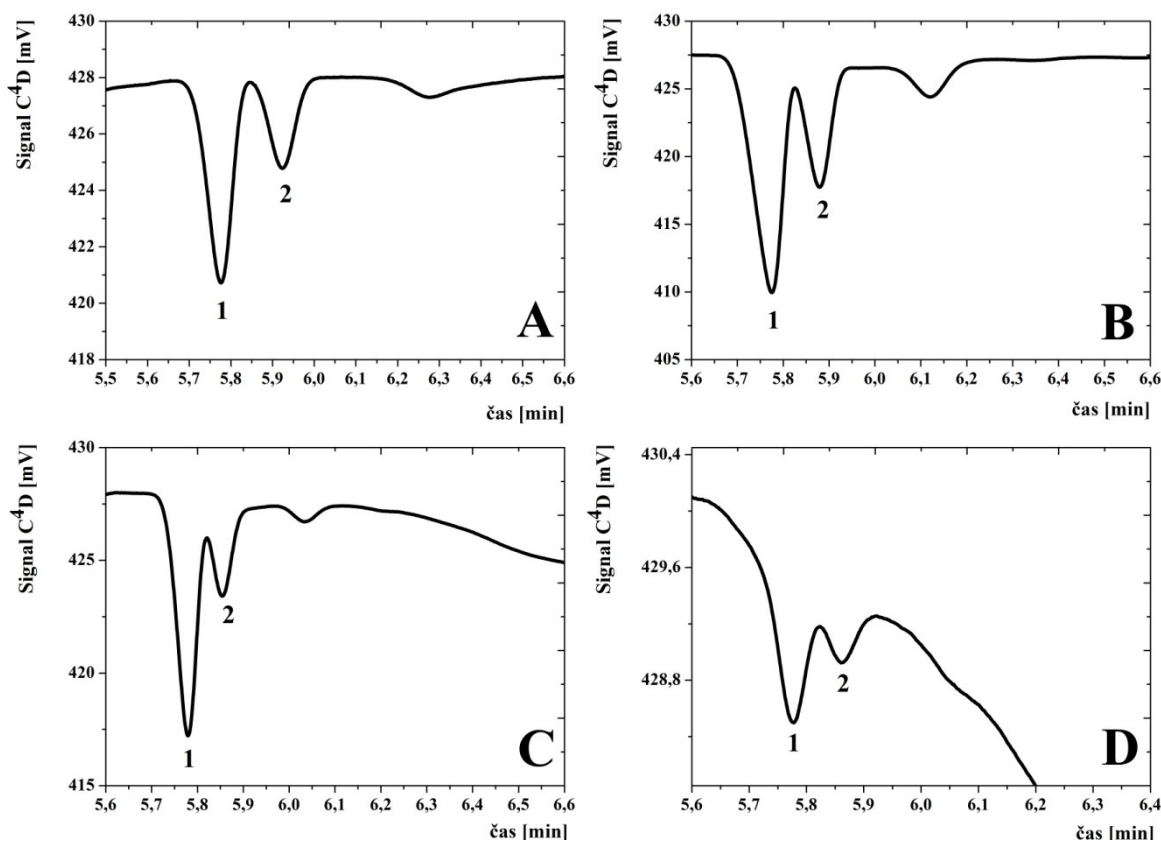 Signal C⁴D [mV]
430
428
426
424
421
420
418
1
2
A
5,5 5,6 5,7 5,8 5,9 6,0 6,1 6,2 6,3 6,4 6,5 6,6
čas [min]
Signal C⁴D [mV]
430
425
420
415
410
405
1
2
B
5,6 5,7 5,8 5,9 6,0 6,1 6,2 6,3 6,4 6,5 6,6
čas [min]
Signal C⁴D [mV]
430
425
420
415
1
2
C
5,6 5,7 5,8 5,9 6,0 6,1 6,2 6,3 6,4 6,5 6,6
čas [min]
Signal C⁴D [mV]
430,4
429,6
428,8
1
2
D
5,6 5,7 5,8 5,9 6,0 6,1 6,2 6,3 6,4
čas [min]